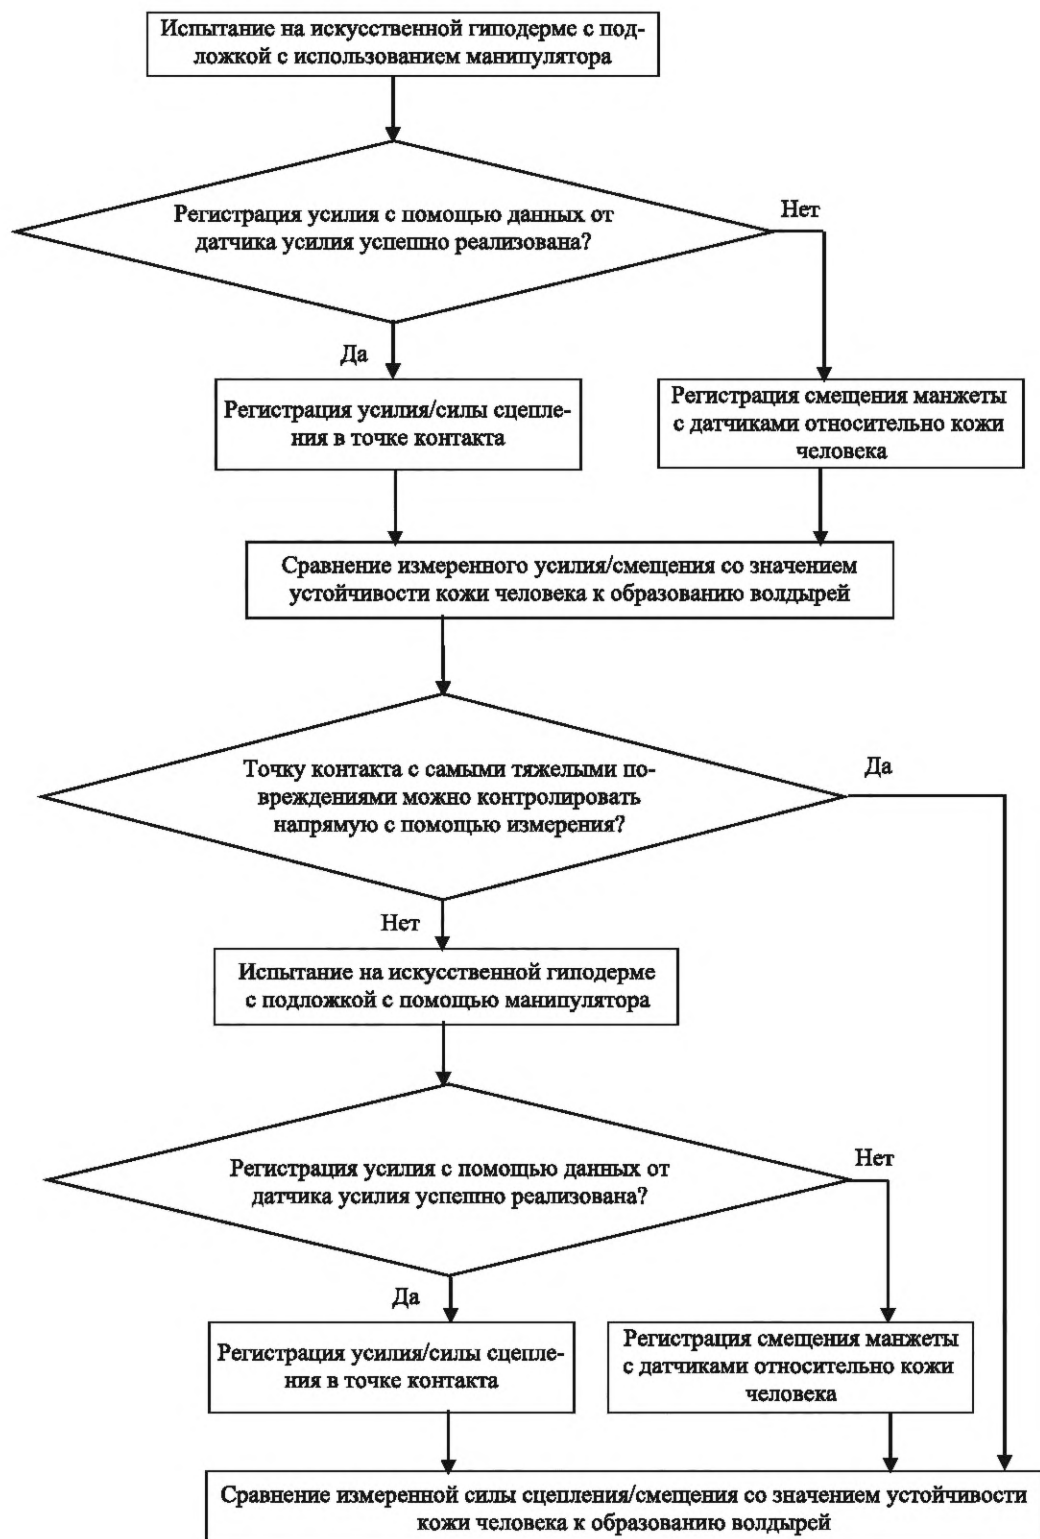 Испытание на искусственной гиподерме с под-
ложкой с использованием манипулятора
Регистрация усилия с помощью данных от
датчика усилия успешно реализована?
Нет
Да
Регистрация усилия/силы сцепле-
ния в точке контакта
Регистрация смещения манжеты
с датчиками относительно кожи
человека
Сравнение измеренного усилия/смещения со значением
устойчивости кожи человека к образованию волдырей
Точку контакта с самыми тяжелыми по-
вреждениями можно контролировать
напрямую с помощью измерения?
Да
Нет
Испытание на искусственной гиподерме
с подложкой с помощью манипулятора
Регистрация усилия с помощью данных от
датчика усилия успешно реализована?
Нет
Да
Регистрация усилия/силы сцепле-
ния в точке контакта
Регистрация смещения манжеты
с датчиками относительно кожи
человека
Сравнение измеренной силы сцепления/смещения со значением устойчивости
кожи человека к образованию волдырей